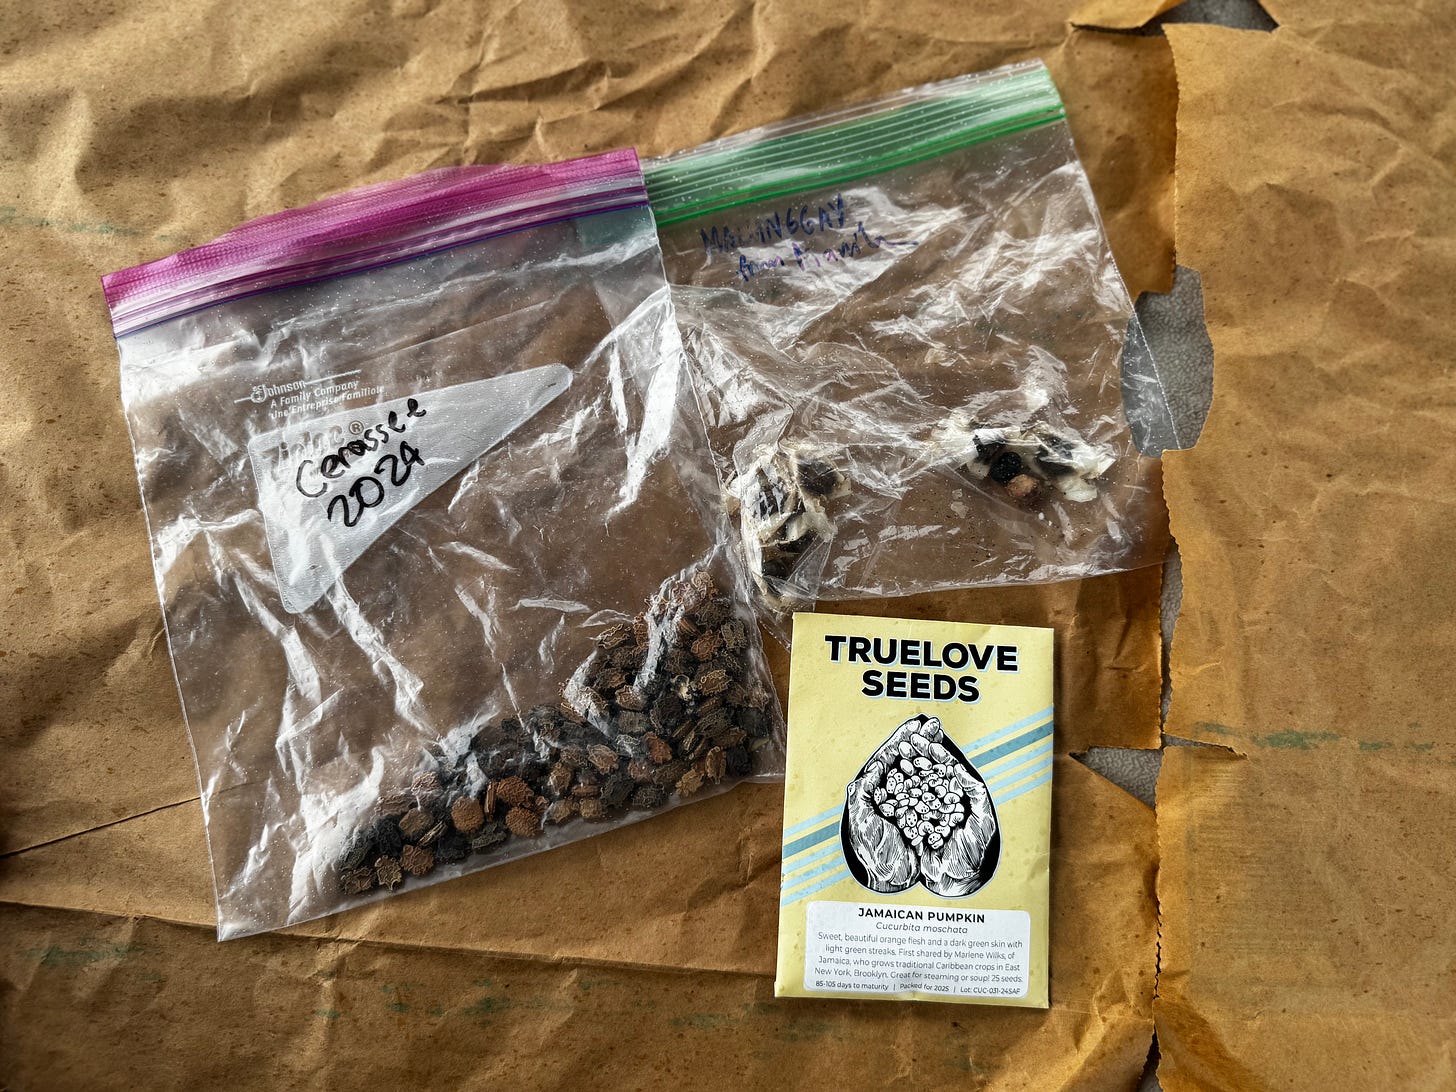 Johnson
A Family Company
Une Entreprise Familiale
Ziploc®
Cerassee
2024
MALUNGGAY
from Manila
TRUELOVE
SEEDS
JAMAICAN PUMPKIN
Cucurbita moschata
Sweet, beautiful orange flesh and a dark green skin with
light green streaks. First shared by Marlene Wilks, of
Jamaica, who grows traditional Caribbean crops in East
New York, Brooklyn. Great for steaming or soup! 25 seeds.
85-105 days to maturity | Packed for 2025 | Lot: CUC-031-24SAF